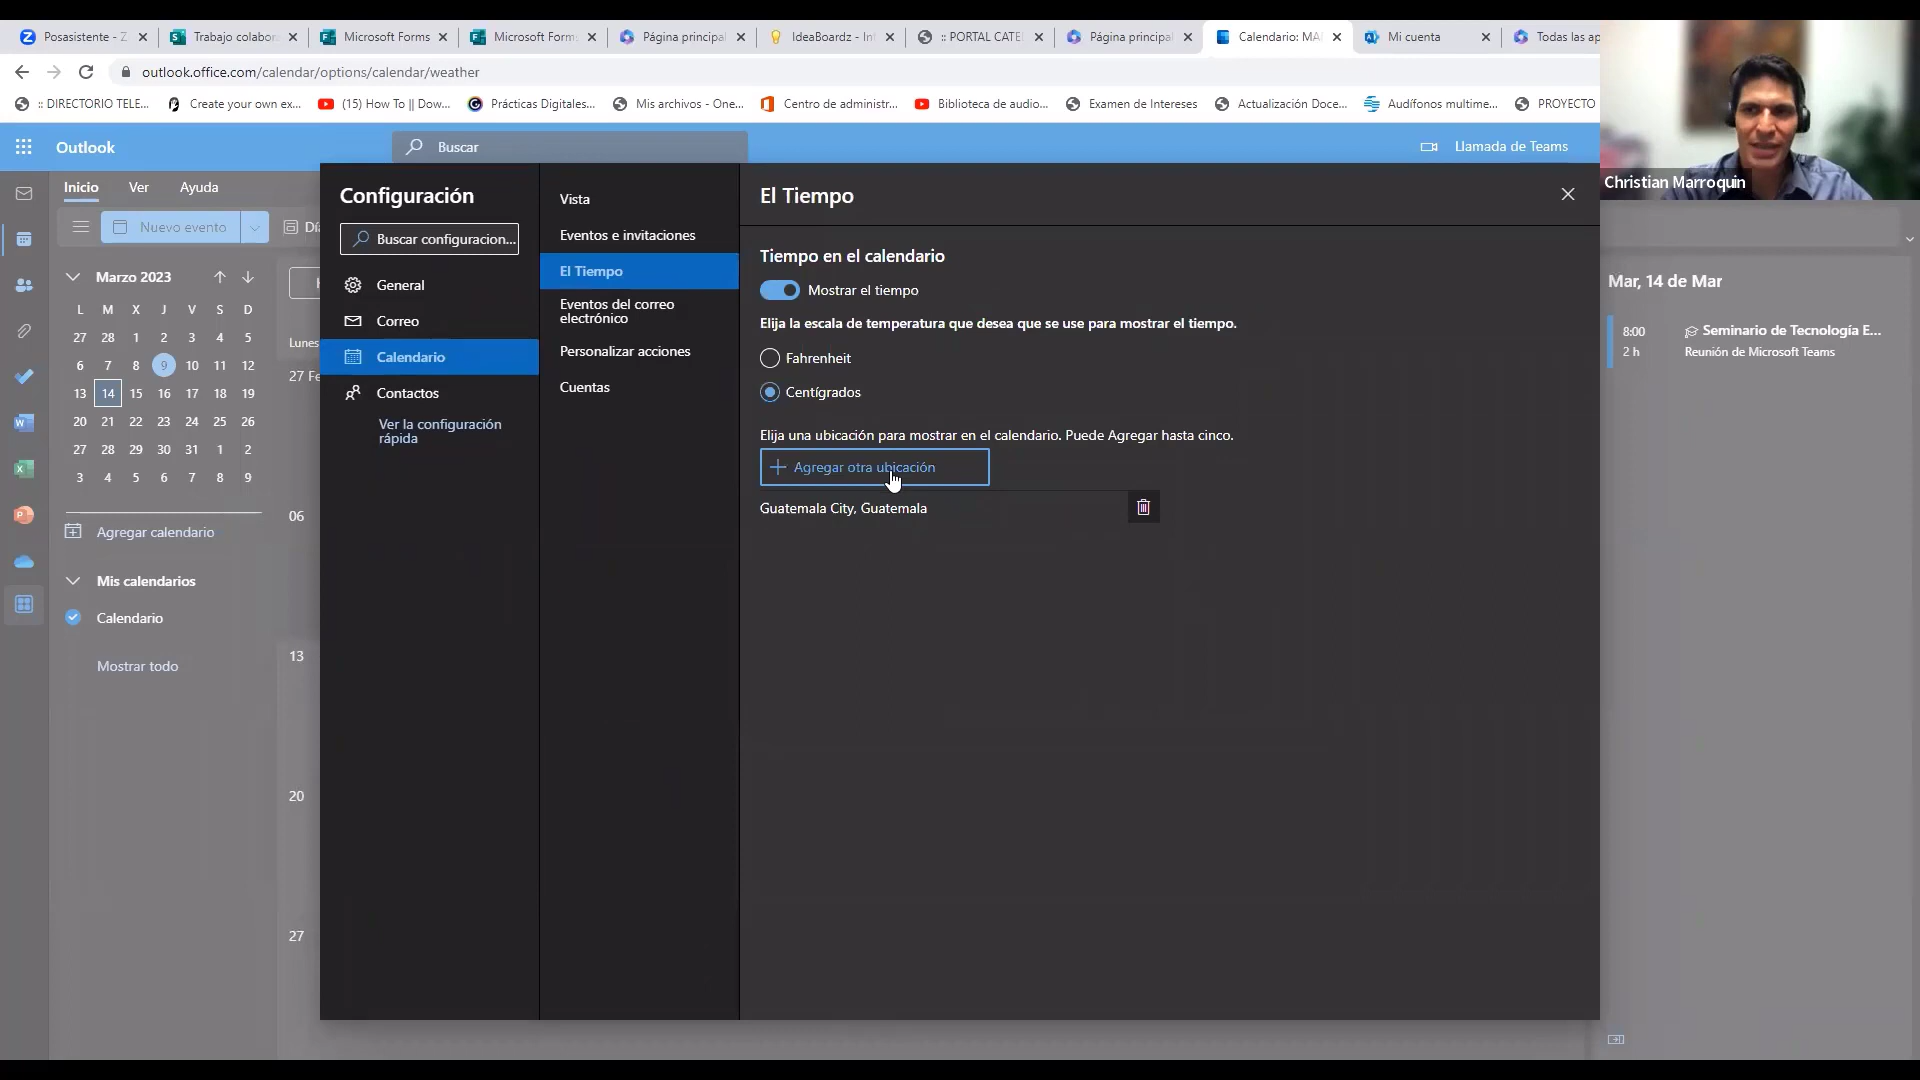 Posasistente - Z
Trabajo colabor
Microsoft Forms
Microsoft Forms
Página principal
IdeaBoardz - Int
:: PORTAL CATE
Página principal
Calendario: MA
Mi cuenta
Todas las ap
outlook.office.com/calendar/options/calendar/weather
:: DIRECTORIO TELE...
Create your own ex...
(15) How To || Dow...
Prácticas Digitales...
Mis archivos - One...
Centro de administr...
Biblioteca de audio...
Examen de Intereses
Actualización Doce...
Audífonos multime...
PROYECTO
Christian Marroquin
Outlook
Buscar
Llamada de Teams
Inicio
Ver
Ayuda
Nuevo evento
Marzo 2023
L M X J V S D
27 28 1 2 3 4 5
6 7 8 9 10 11 12
13 14 15 16 17 18 19
20 21 22 23 24 25 26
27 28 29 30 31 1 2
3 4 5 6 7 8 9
Agregar calendario
Mis calendarios
Calendario
Mostrar todo
Lunes
27 Fe
06
13
20
27
Configuración
Buscar configuracion...
General
Correo
Calendario
Contactos
Ver la configuración
rápida
Vista
Eventos e invitaciones
El Tiempo
Eventos del correo
electrónico
Personalizar acciones
Cuentas
El Tiempo
Tiempo en el calendario
Mostrar el tiempo
Elija la escala de temperatura que desea que se use para mostrar el tiempo.
Fahrenheit
Centígrados
Elija una ubicación para mostrar en el calendario. Puede Agregar hasta cinco.
Agregar otra ubicación
Guatemala City, Guatemala
Mar, 14 de Mar
8:00
2 h
Seminario de Tecnología E...
Reunión de Microsoft Teams